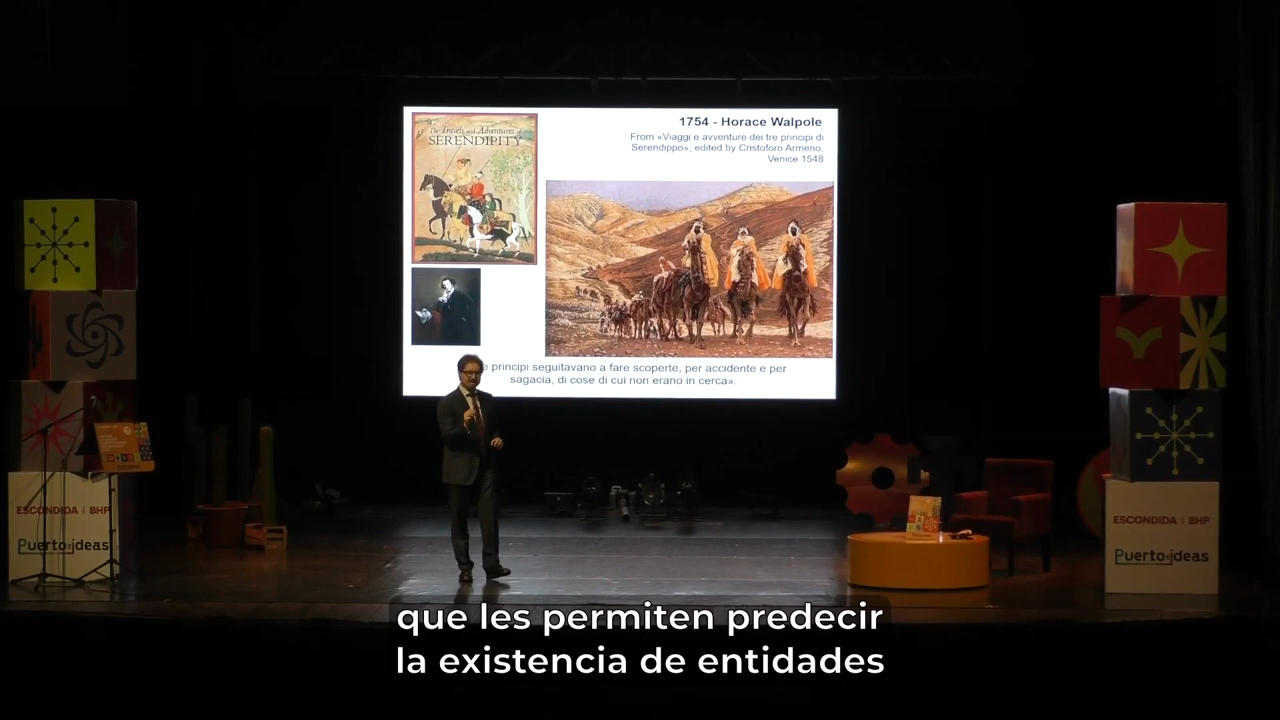 The Travels and Adventures of
SERENDIPITY
1754 - Horace Walpole
From «Viaggi e avventure dei tre principi di
Serendippo», edited by Cristoforo Armeno,
Venice 1548
principi seguitavano a fare scoperte, per accidente e per
sagacia, di cose di cui non erano in cerca».
ESCONDIDA | BHP
Puerto de ideas
ESCONDIDA | BHP
Puerto de ideas
que les permiten predecir
la existencia de entidades